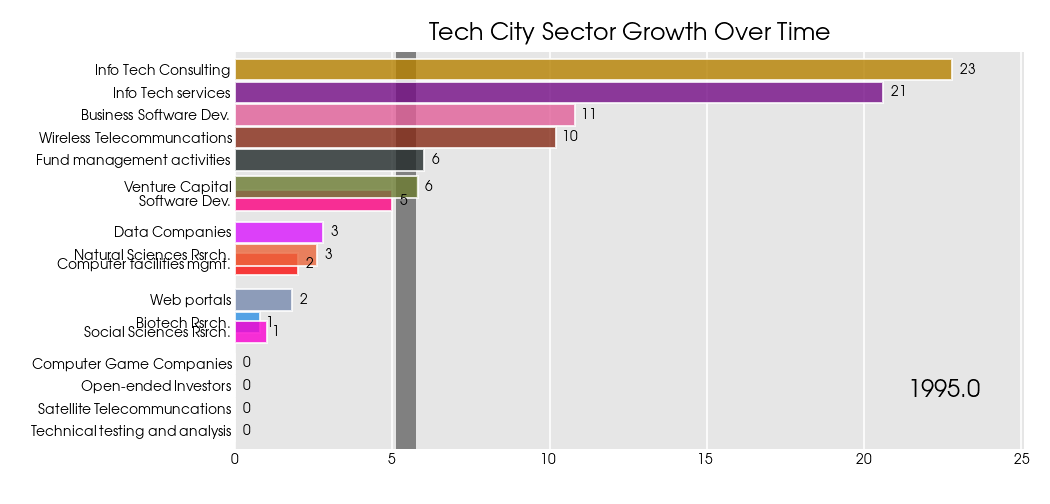 Tech City Sector Growth Over Time
Info Tech Consulting 23
Info Tech services 21
Business Software Dev. 11
Wireless Telecommuncations 10
Fund management activities 6
Venture Capital 6
Software Dev. 5
Data Companies 3
Natural Sciences Rsrch. 3
Computer facilities mgmt. 2
Web portals 2
Biotech Rsrch. 1
Social Sciences Rsrch. 1
Computer Game Companies 0
Open-ended Investors 0
1995.0
Satellite Telecommuncations 0
Technical testing and analysis 0
0 5 10 15 20 25